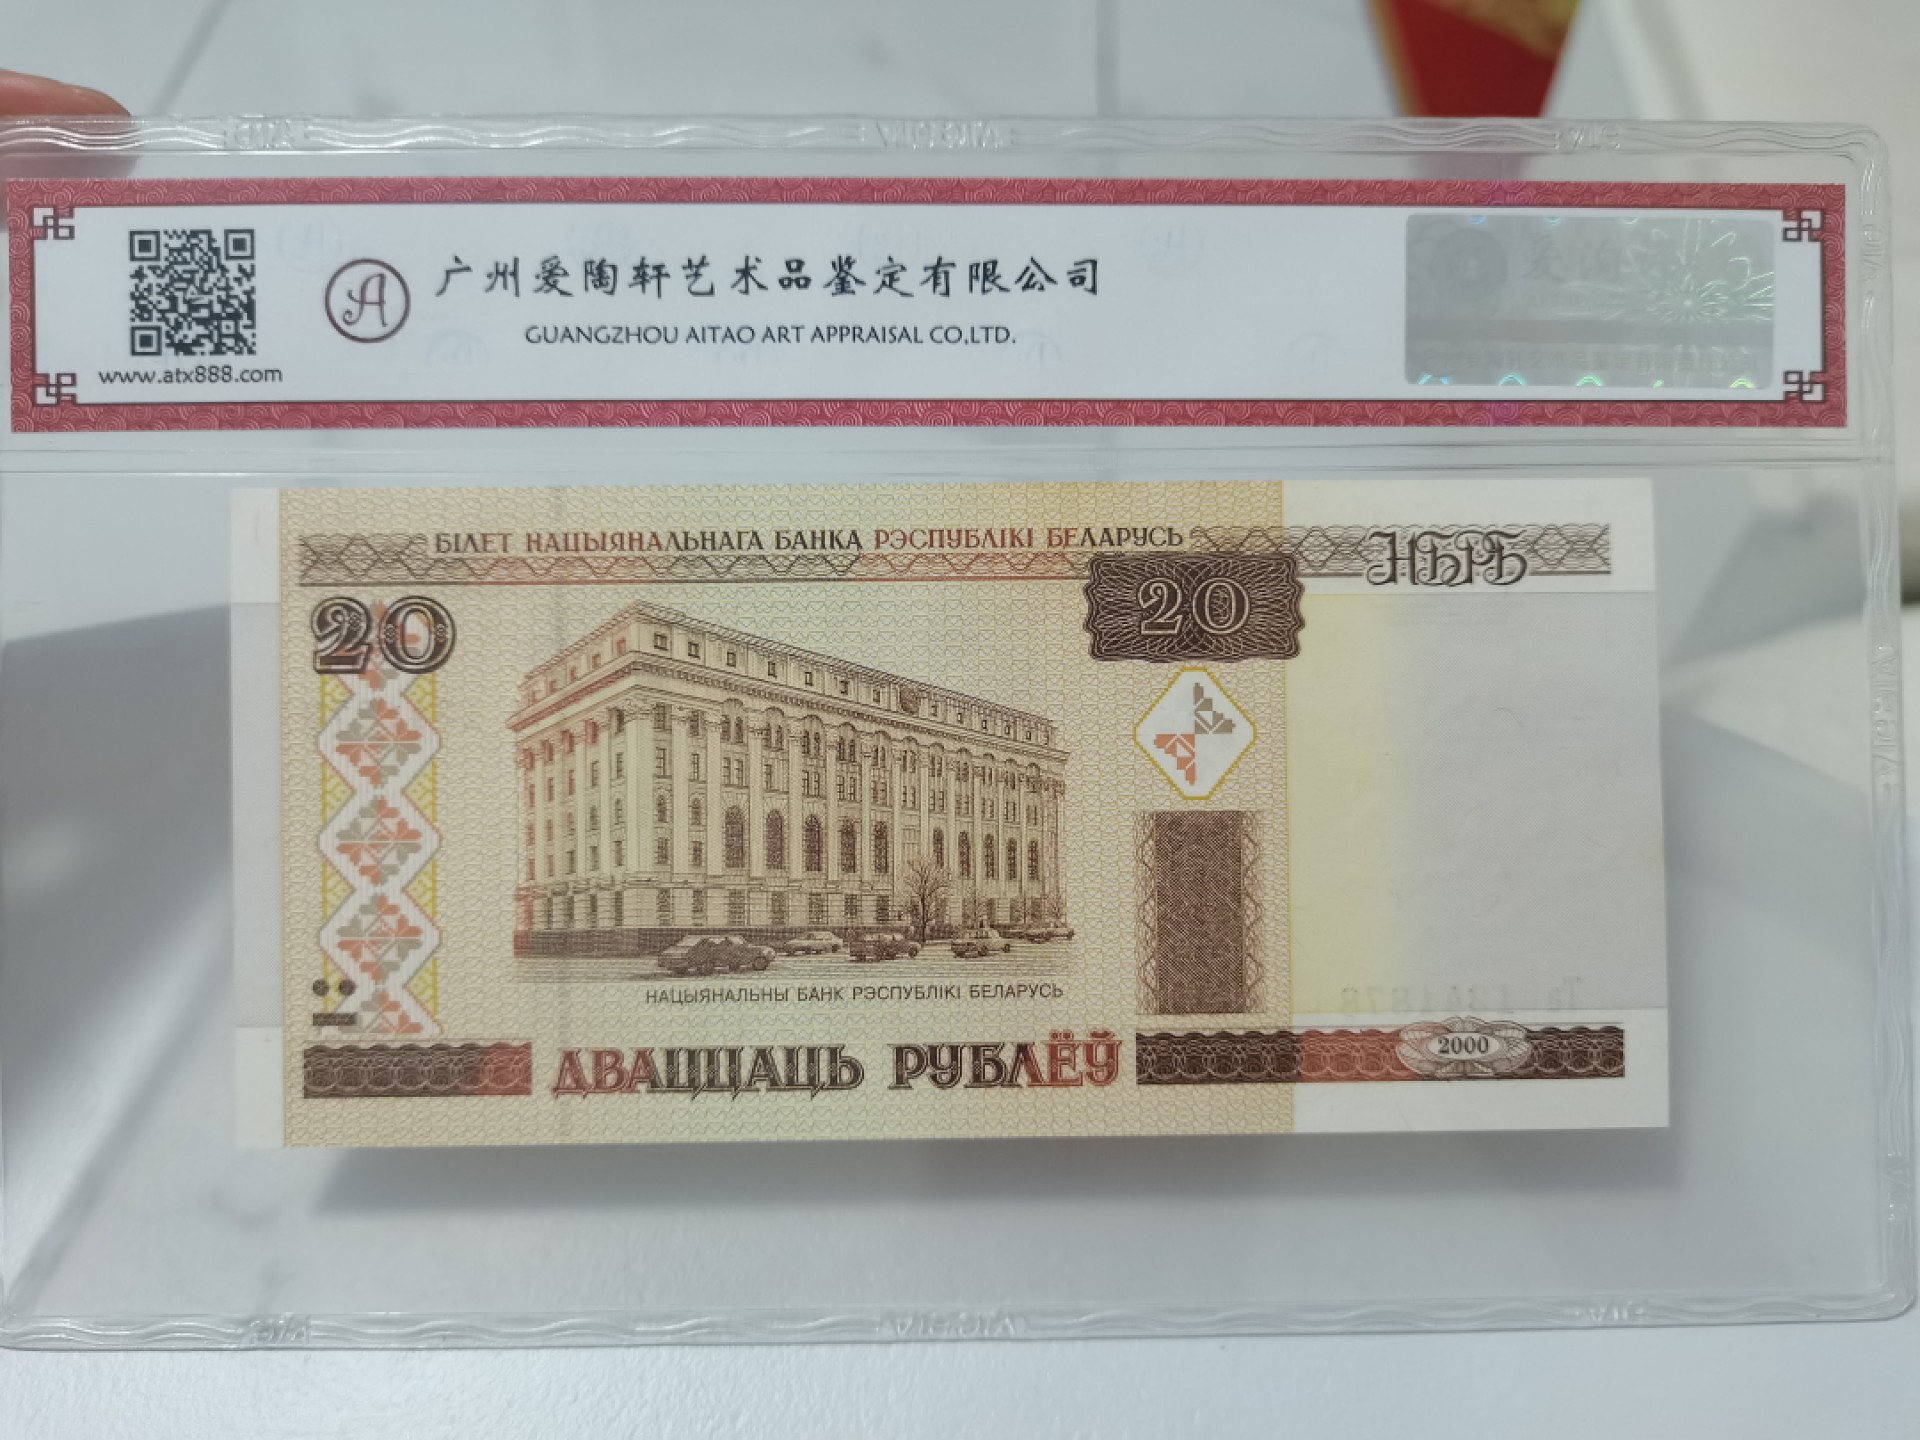 广州爱陶轩艺术品鉴定有限公司
GUANGZHOU AITAO ART APPRAISAL CO,LTD.
www.atx888.com
БІЛЕТ НАЦЫЯНАЛЬНАГА БАНКА РЭСПУБЛІКІ БЕЛАРУСЬ
НБРБ
20
20
НАЦЫЯНАЛЬНЫ БАНК РЭСПУБЛІКІ БЕЛАРУСЬ
ДВАЦЦАЦЬ РУБЛЁЎ
2000